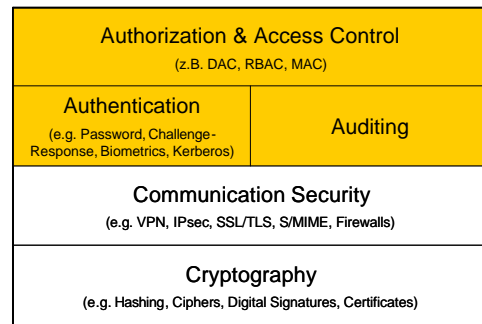 Authorization & Access Control
(z.B. DAC, RBAC, MAC)
Authentication
(e.g. Password, Challenge-
Response, Biometrics, Kerberos)
Auditing
Communication Security
(e.g. VPN, IPsec, SSL/TLS, S/MIME, Firewalls)
Cryptography
(e.g. Hashing, Ciphers, Digital Signatures, Certificates)